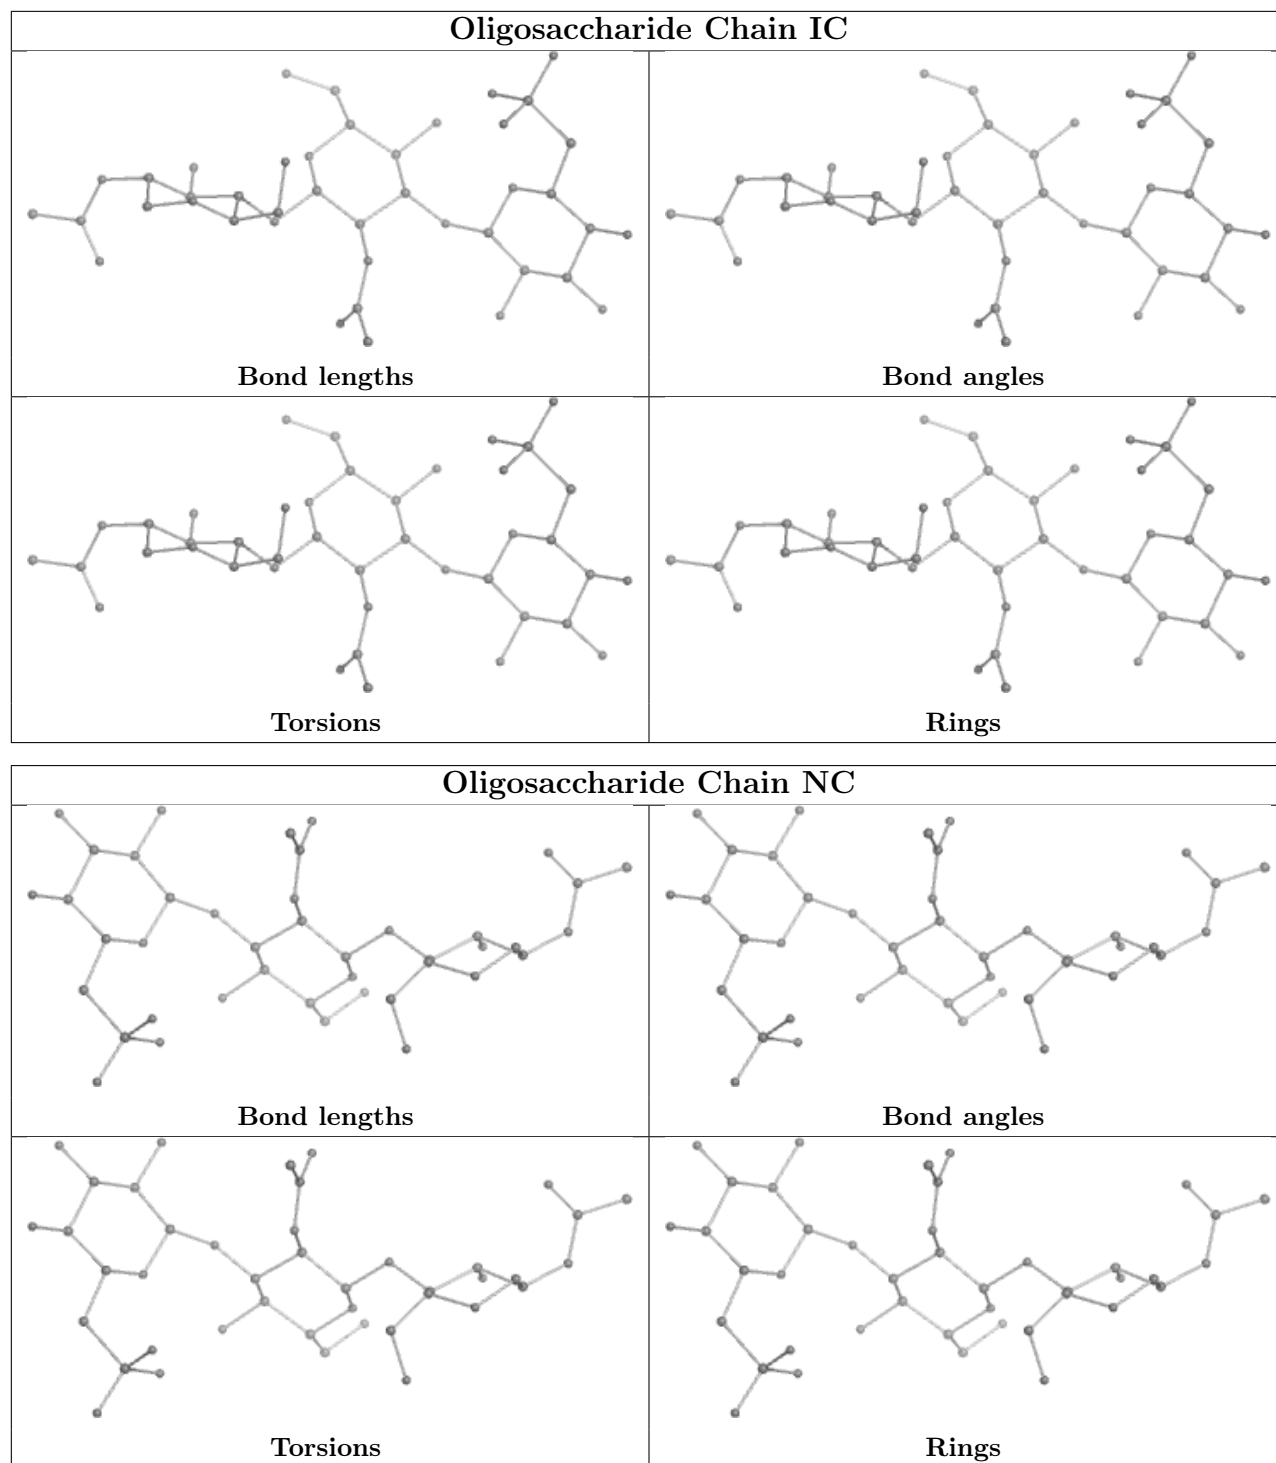 Oligosaccharide Chain IC
Bond lengths
Bond angles
Torsions
Rings
Oligosaccharide Chain NC
Bond lengths
Bond angles
Torsions
Rings